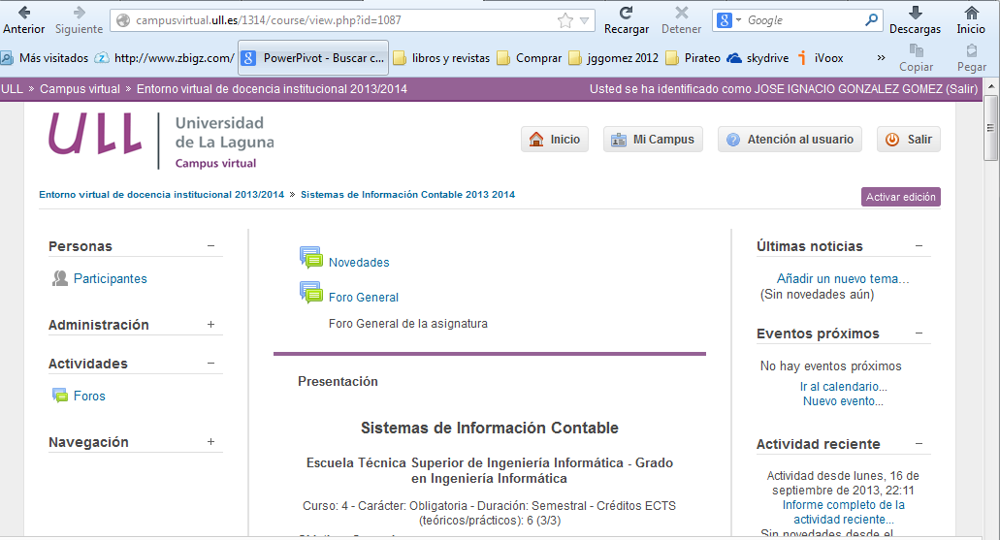 Anterior
Siguiente
campusvirtual.ull.es/1314/course/view.php?id=1087
Recargar
Detener
Google
Descargas
Inicio
Más visitados
http://www.zbigz.com/
PowerPivot - Buscar c...
libros y revistas
Comprar
jggomez 2012
Pirateo
skydrive
iVoox
»
Copiar
Pegar
ULL » Campus virtual » Entorno virtual de docencia institucional 2013/2014
Usted se ha identificado como JOSE IGNACIO GONZALEZ GOMEZ (Salir)
ULL
Universidad
de La Laguna
Campus virtual
Inicio
Mi Campus
Atención al usuario
Salir
Entorno virtual de docencia institucional 2013/2014 » Sistemas de Información Contable 2013 2014
Activar edición
Personas
Participantes
Administración
Actividades
Foros
Navegación
Novedades
Foro General
Foro General de la asignatura
Presentación
Sistemas de Información Contable
Escuela Técnica Superior de Ingeniería Informática - Grado
en Ingeniería Informática
Curso: 4 - Carácter: Obligatoria - Duración: Semestral - Créditos ECTS
(teóricos/prácticos): 6 (3/3)
Últimas noticias
Añadir un nuevo tema...
(Sin novedades aún)
Eventos próximos
No hay eventos próximos
Ir al calendario...
Nuevo evento...
Actividad reciente
Actividad desde lunes, 16 de
septiembre de 2013, 22:11
Informe completo de la
actividad reciente...
Sin novedades desde el